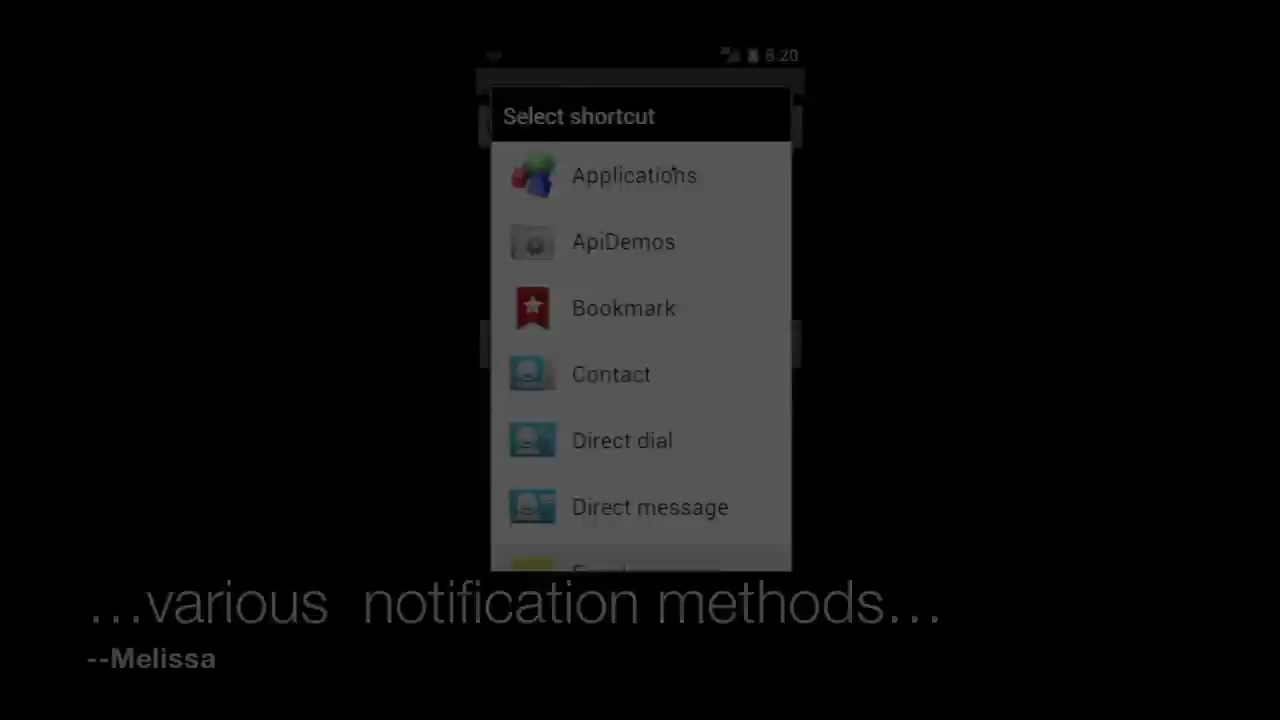 8:20
Select shortcut
Applications
ApiDemos
Bookmark
Contact
Direct dial
Direct message
...various notification methods...
--Melissa